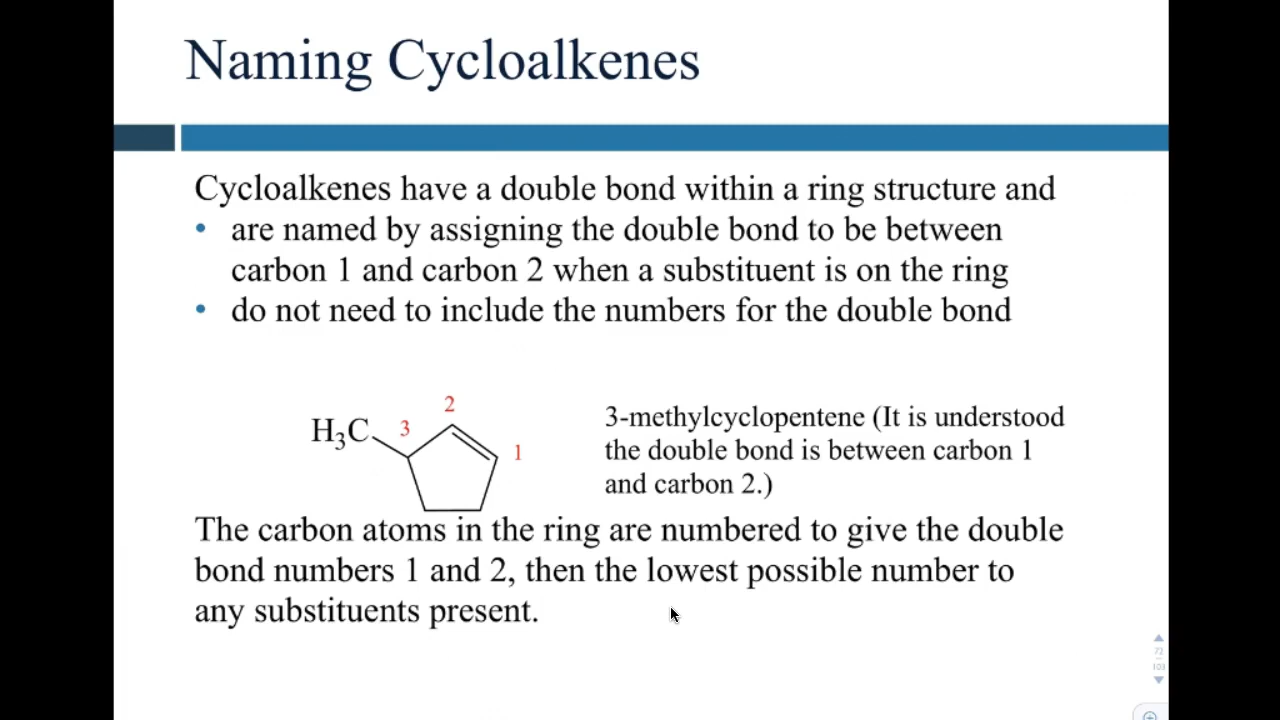 Naming Cycloalkenes
Cycloalkenes have a double bond within a ring structure and
• are named by assigning the double bond to be between
carbon 1 and carbon 2 when a substituent is on the ring
• do not need to include the numbers for the double bond
2
H₃C 3
1
3-methylcyclopentene (It is understood
the double bond is between carbon 1
and carbon 2.)
The carbon atoms in the ring are numbered to give the double
bond numbers 1 and 2, then the lowest possible number to
any substituents present.
72
103